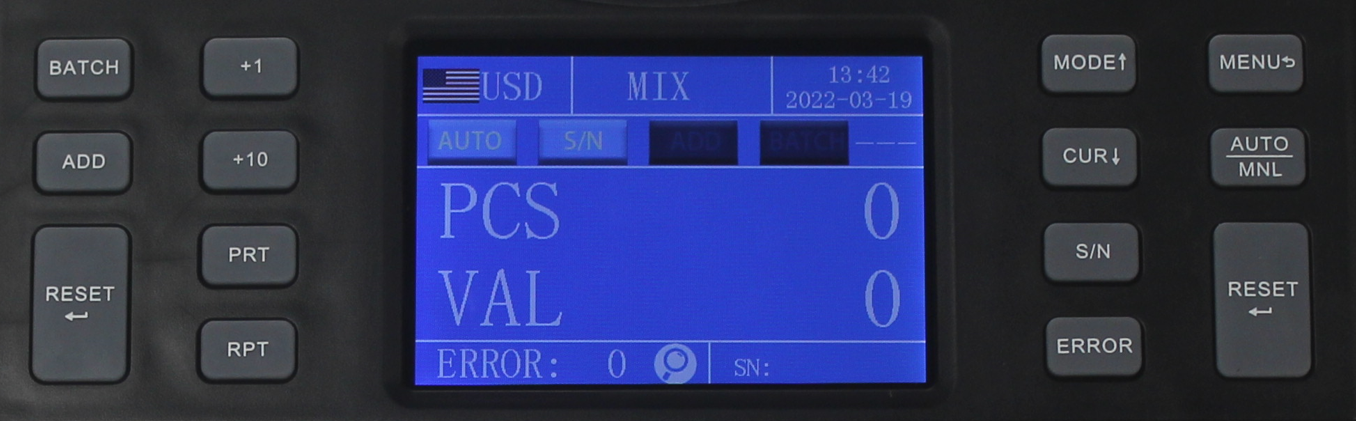 BATCH
+1
ADD
+10
RESET
PRT
RPT
USD MIX 13:42
2022-03-19
AUTO S/N ADD BATCH ---
PCS 0
VAL 0
ERROR: 0 SN:
MODE↑ MENU↰
CUR↓ AUTO
MNL
S/N
RESET
ERROR